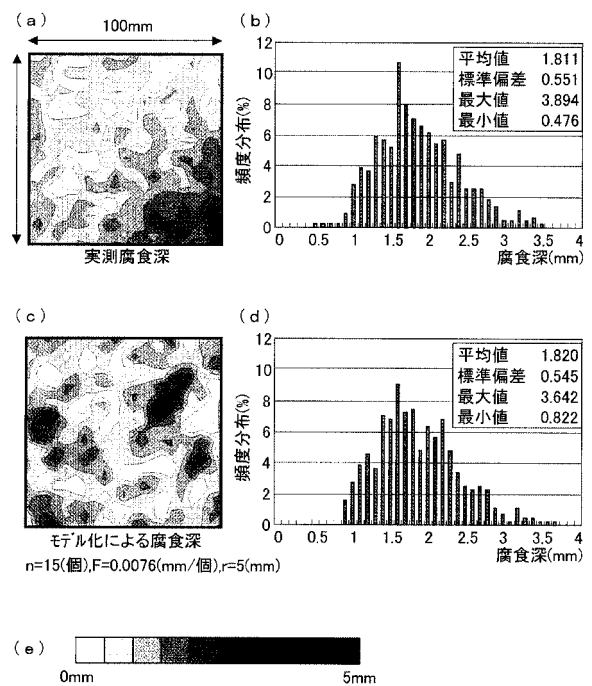 (a)
100mm
実測腐食深
(b)
頻度分布(%)
12
10
8
6
4
2
0
0 0.5 1 1.5 2 2.5 3 3.5 4
腐食深(mm)
平均値 1.811
標準偏差 0.551
最大値 3.894
最小値 0.476
(c)
モデル化による腐食深
n=15(個),F=0.0076(mm/個),r=5(mm)
(d)
頻度分布(%)
12
10
8
6
4
2
0
0 0.5 1 1.5 2 2.5 3 3.5 4
腐食深(mm)
平均値 1.820
標準偏差 0.545
最大値 3.642
最小値 0.822
(e)
0mm 5mm